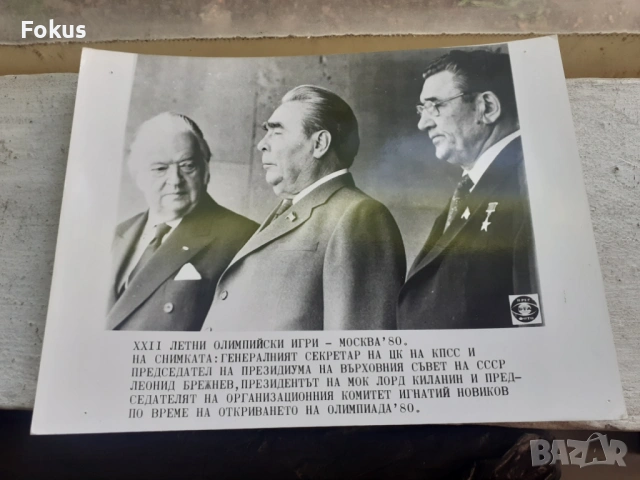 Fokus
XXII ЛЕТНИ ОЛИМПИЙСКИ ИГРИ - МОСКВА'80.
НА СНИМКАТА:ГЕНЕРАЛНИЯТ СЕКРЕТАР НА ЦК НА КПСС И
ПРЕДСЕДАТЕЛ НА ПРЕЗИДИУМА НА ВЪРХОВНИЯ СЪВЕТ НА СССР
ЛЕОНИД БРЕЖНЕВ,ПРЕЗИДЕНТЪТ НА МОК ЛОРД КИЛАНИН И ПРЕД-
СЕДАТЕЛЯТ НА ОРГАНИЗАЦИОННИЯ КОМИТЕТ ИГНАТИЙ НОВИКОВ
ПО ВРЕМЕ НА ОТКРИВАНЕТО НА ОЛИМПИАДА'80.
BAZAR